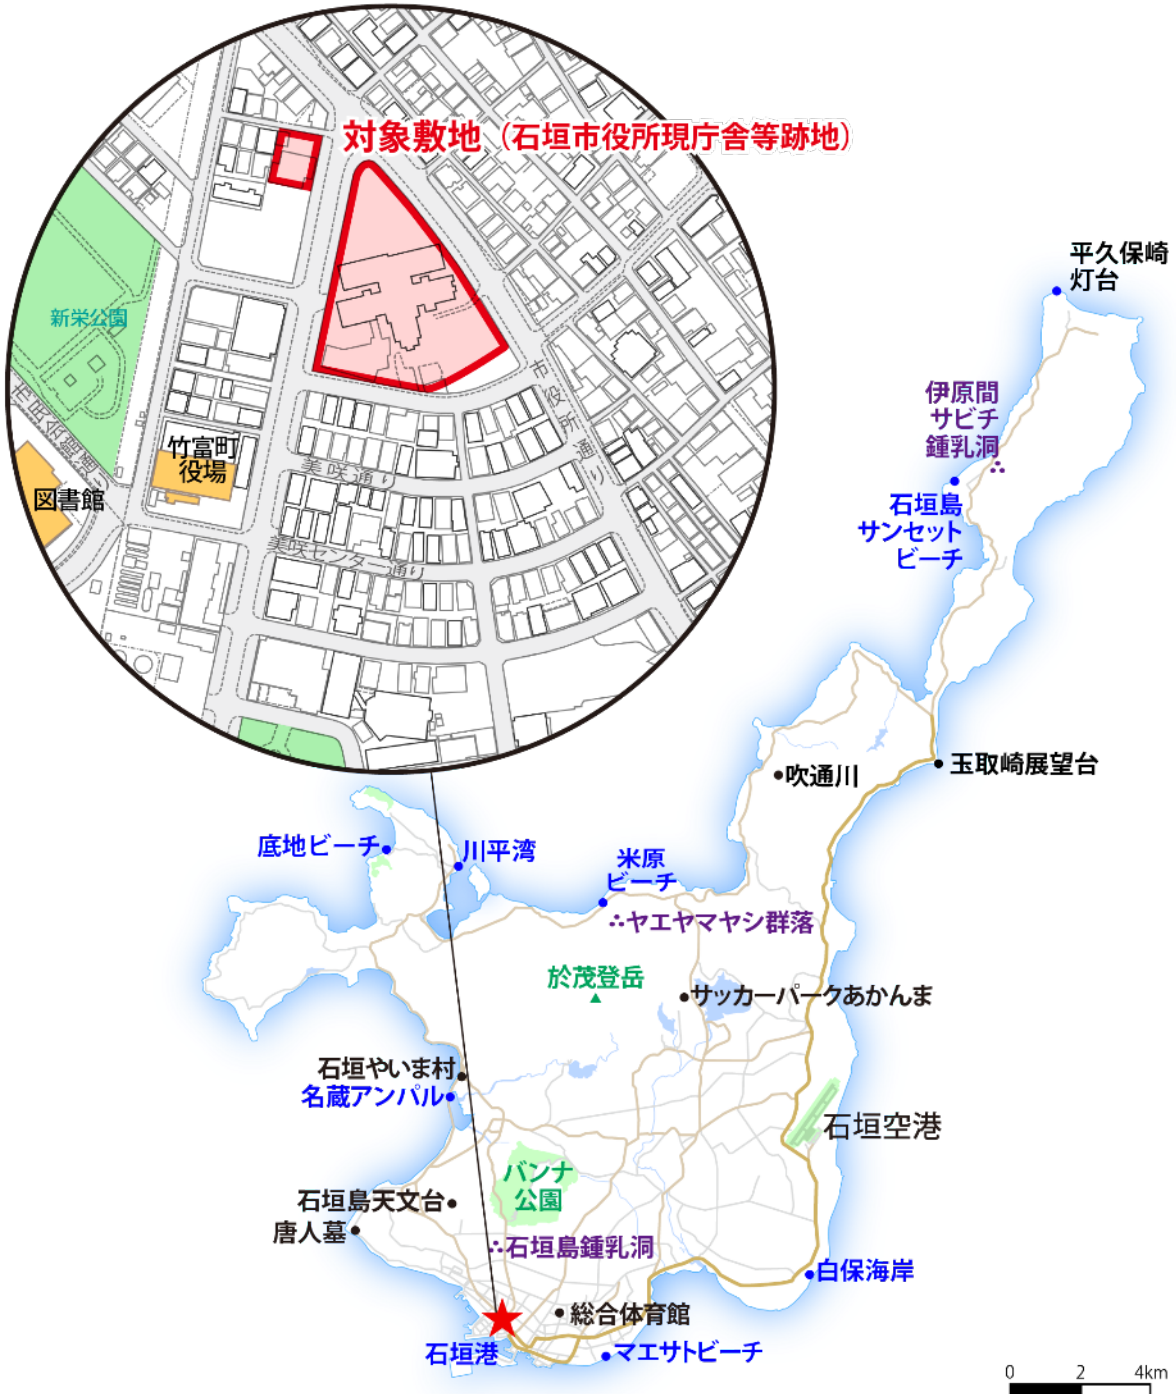 対象敷地（石垣市役所現庁舎等跡地）
新栄公園
市役所通り
竹富町
役場
美咲通り
図書館
美咲センター通り
平久保崎
灯台
伊原間
サビチ
鍾乳洞
石垣島
サンセット
ビーチ
玉取崎展望台
吹通川
底地ビーチ
川平湾
米原
ビーチ
ヤエヤマヤシ群落
於茂登岳
サッカーパークあかんま
石垣やいま村
名蔵アンパル
石垣空港
バンナ
公園
石垣島天文台
唐人墓
石垣島鍾乳洞
白保海岸
総合体育館
石垣港
マエサトビーチ
0 2 4km